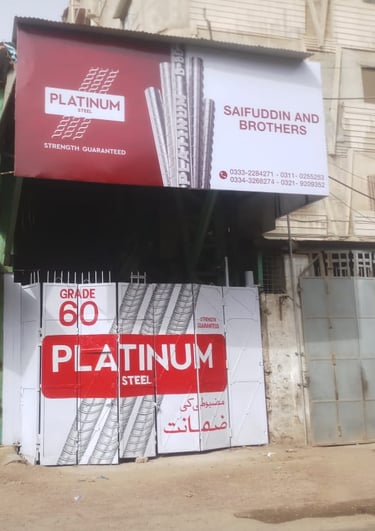 PLATINUM
STEEL
STRENGTH GUARANTEED
SAIFUDDIN AND
BROTHERS
0333-2284271 - 0311- 0255253
0334-3268274 - 0321- 9209352
GRADE
60
STRENGTH
GUARANTEED
PLATINUM
STEEL
مضبوطی کی
ضمانت